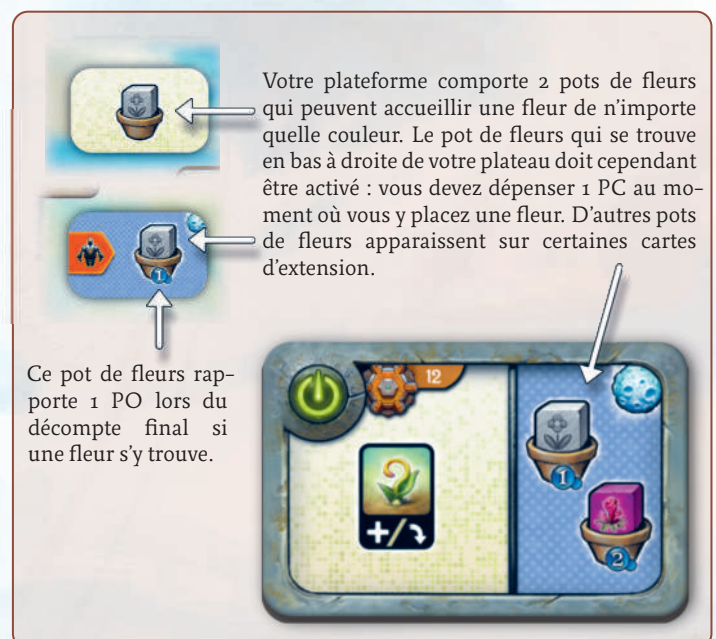 Votre plateforme comporte 2 pots de fleurs
qui peuvent accueillir une fleur de n'importe
quelle couleur. Le pot de fleurs qui se trouve
en bas à droite de votre plateau doit cependant
être activé : vous devez dépenser 1 PC au mo-
ment où vous y placez une fleur. D'autres pots
de fleurs apparaissent sur certaines cartes
d'extension.
1
Ce pot de fleurs rap-
porte 1 PO lors du
décompte final si
une fleur s'y trouve.
12
1
2
+/